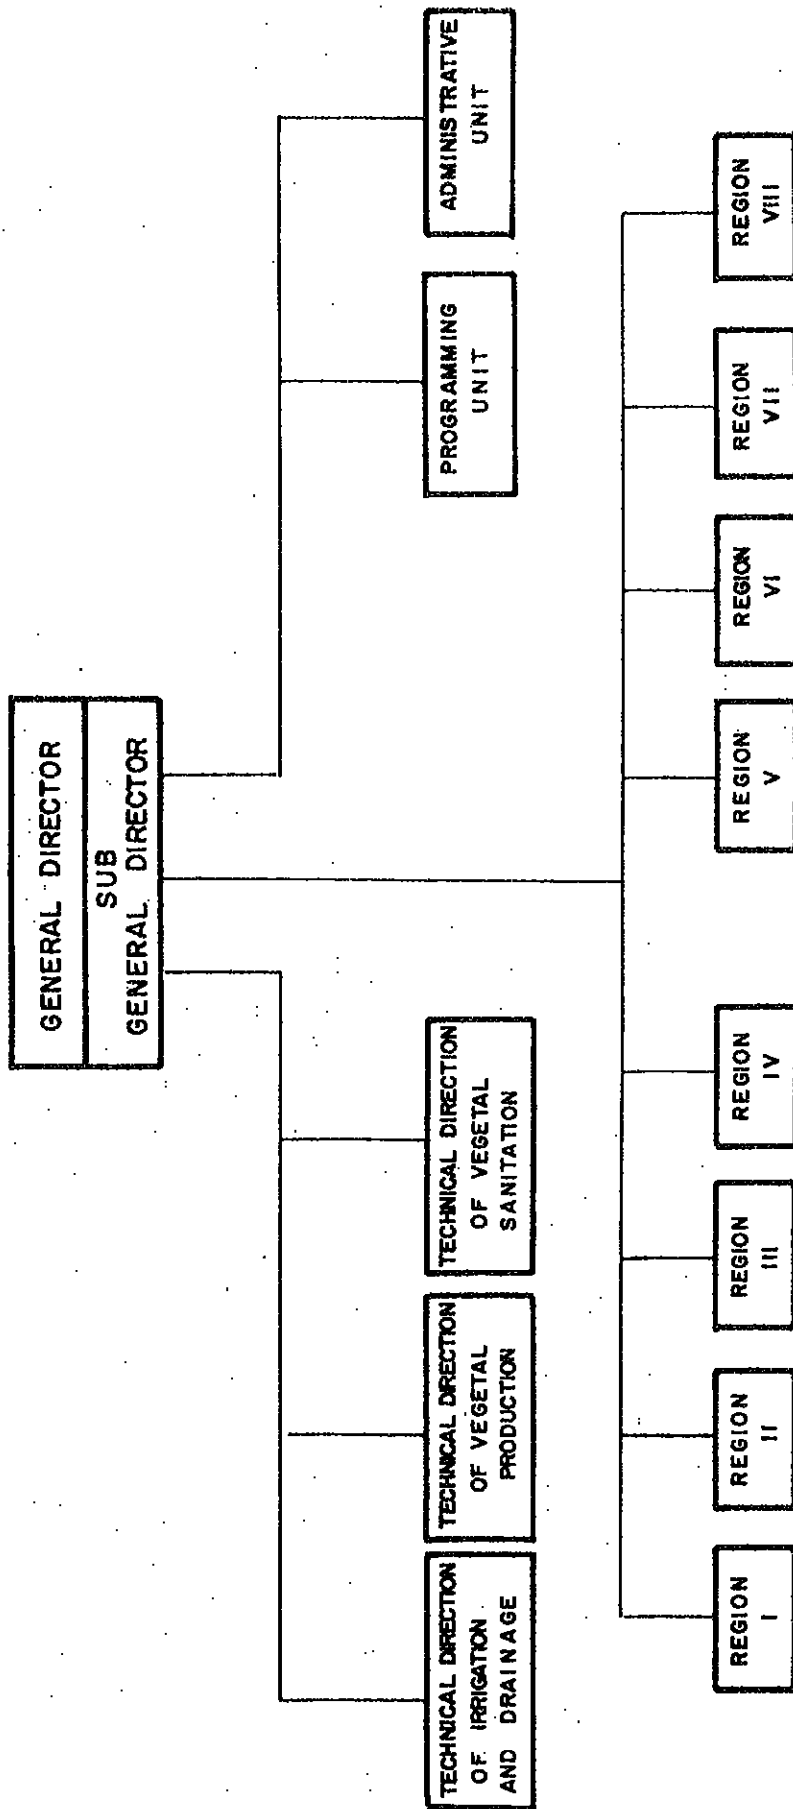 GENERAL DIRECTOR
SUB
GENERAL DIRECTOR
TECHNICAL DIRECTION
OF IRRIGATION
AND DRAINAGE
TECHNICAL DIRECTION
OF VEGETAL
PRODUCTION
TECHNICAL DIRECTION
OF VEGETAL
SANITATION
PROGRAMMING
UNIT
ADMINISTRATIVE
UNIT
REGION
I
REGION
II
REGION
III
REGION
IV
REGION
V
REGION
VI
REGION
VII
REGION
VIII